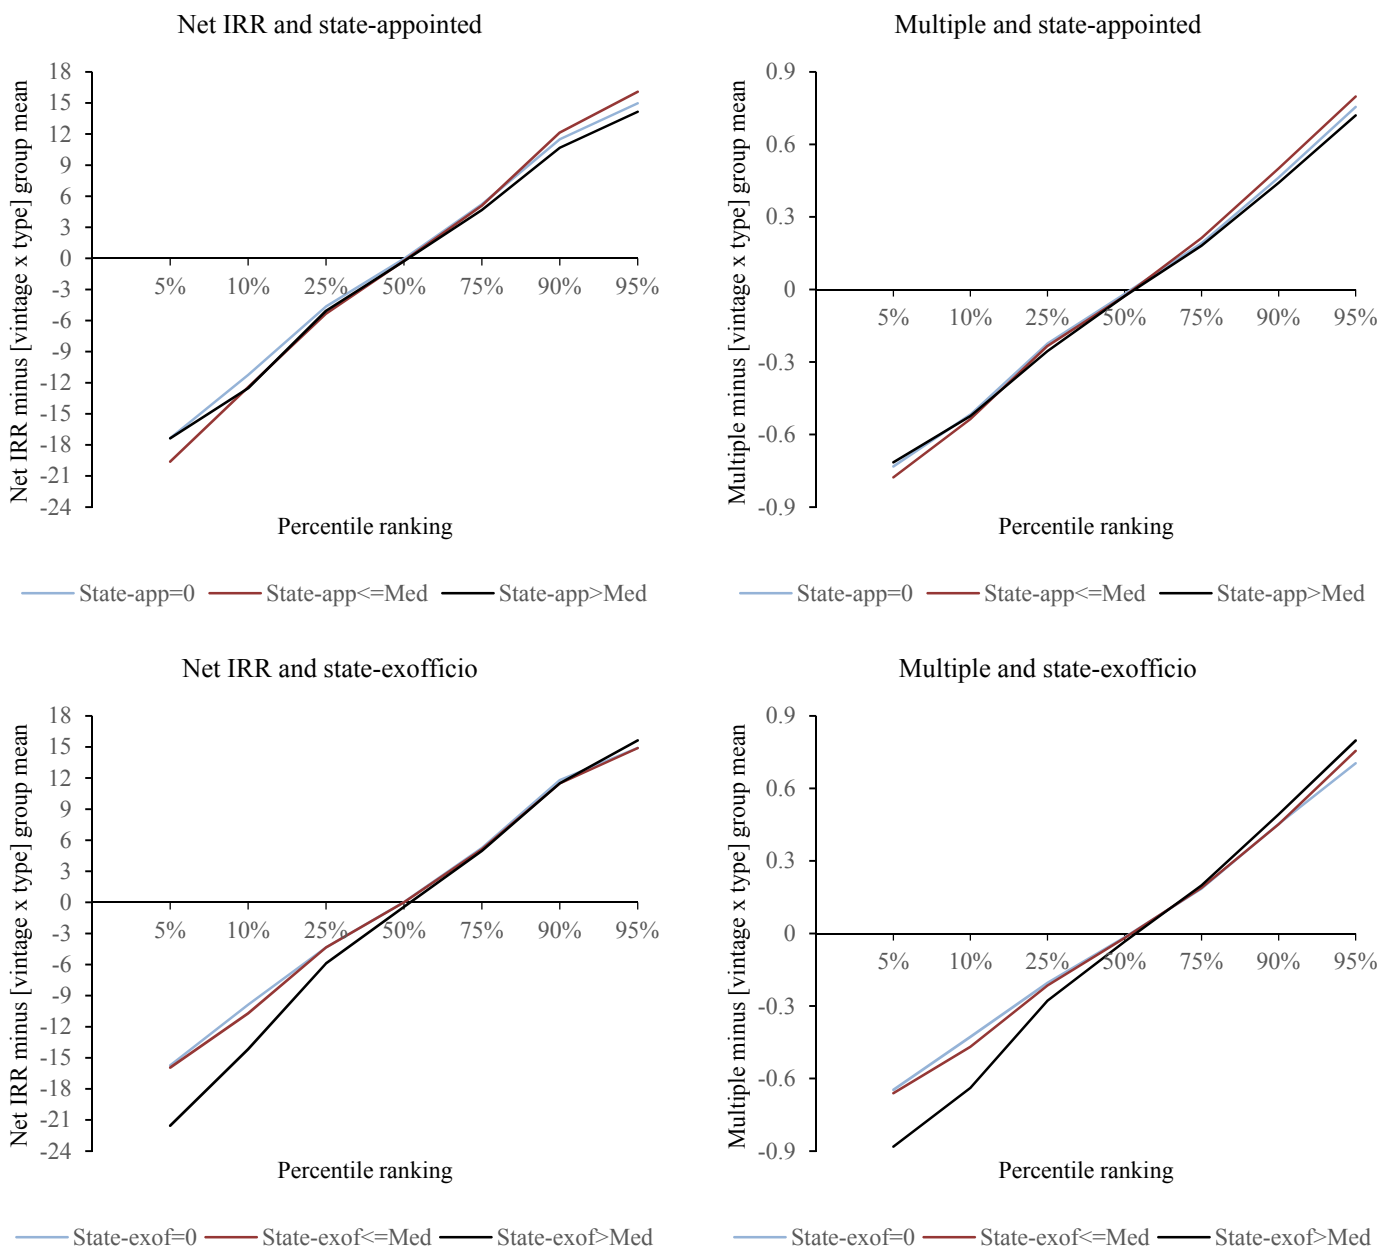 Net IRR and state-appointed
Net IRR minus [vintage x type] group mean
18
15
12
9
6
3
0
-3
-6
-9
-12
-15
-18
-21
-24
5% 10% 25% 50% 75% 90% 95%
Percentile ranking
State-app=0 State-app<=Med State-app>Med
Multiple and state-appointed
Multiple minus [vintage x type] group mean
0.9
0.6
0.3
0
-0.3
-0.6
-0.9
5% 10% 25% 50% 75% 90% 95%
Percentile ranking
State-app=0 State-app<=Med State-app>Med
Net IRR and state-exofficio
Net IRR minus [vintage x type] group mean
18
15
12
9
6
3
0
-3
-6
-9
-12
-15
-18
-21
-24
5% 10% 25% 50% 75% 90% 95%
Percentile ranking
State-exof=0 State-exof<=Med State-exof>Med
Multiple and state-exofficio
Multiple minus [vintage x type] group mean
0.9
0.6
0.3
0
-0.3
-0.6
-0.9
5% 10% 25% 50% 75% 90% 95%
Percentile ranking
State-exof=0 State-exof<=Med State-exof>Med